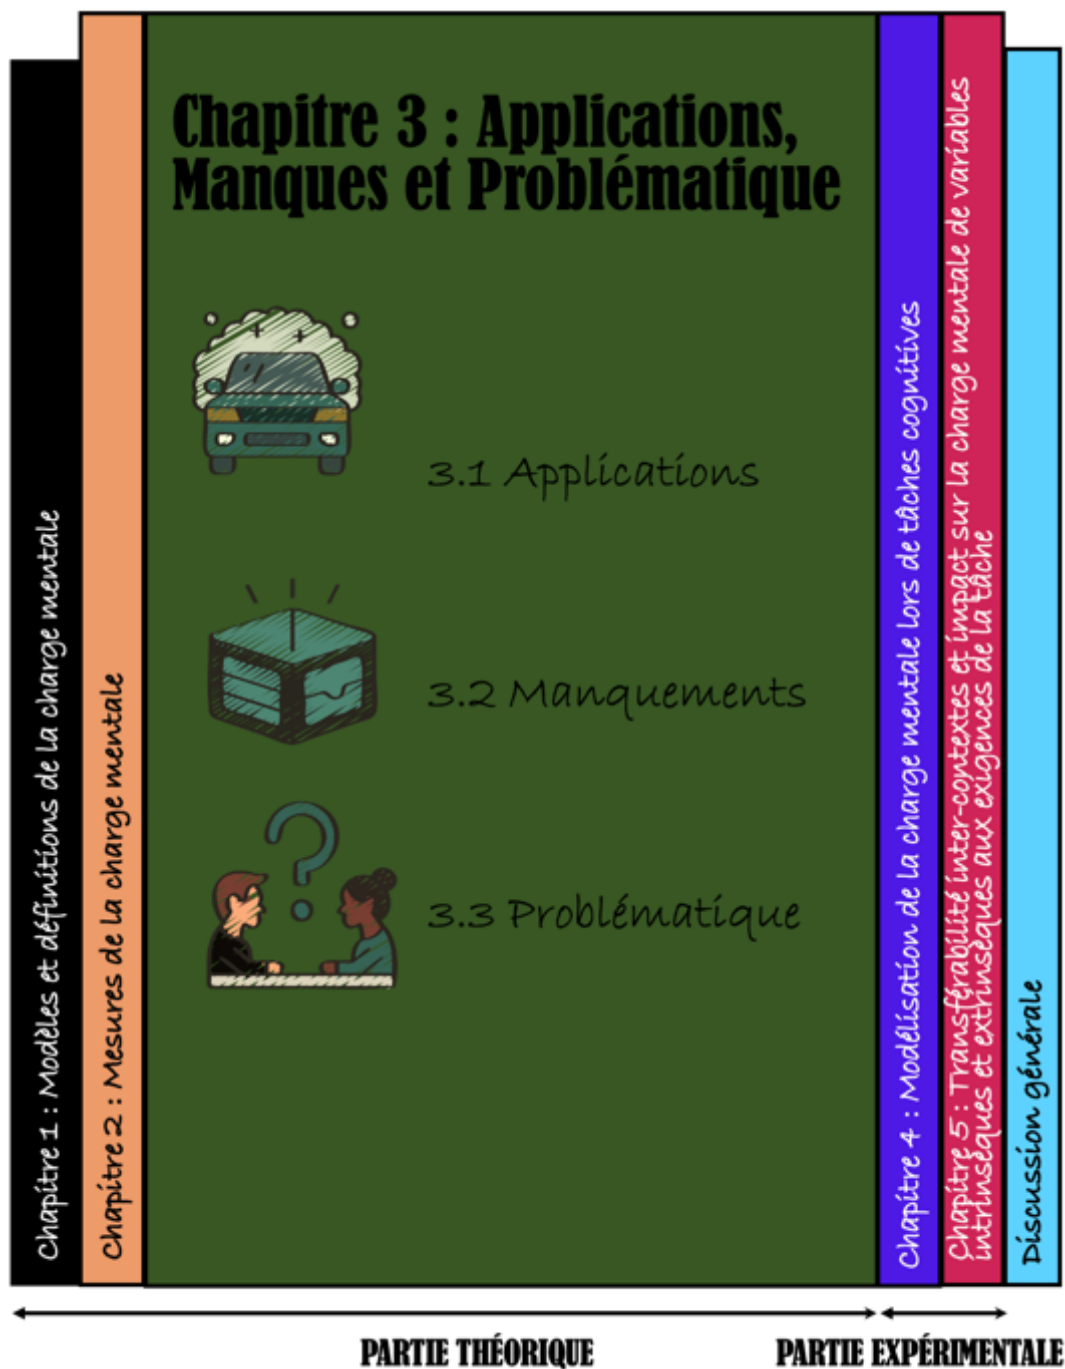 Chapitre 1 : Modèles et définitions de la charge mentale
Chapitre 2 : Mesures de la charge mentale
Chapitre 3 : Applications,
Manques et Problématique
3.1 Applications
3.2 Manquements
3.3 Problématique
Chapitre 4 : Modélisation de la charge mentale lors de tâches cognitives
Chapitre 5 : Transférabilité inter-contextes et impact sur la charge mentale de variables
intrinsèques et extrinsèques aux exigences de la tâche
Discussion générale
PARTIE THÉORIQUE
PARTIE EXPÉRIMENTALE